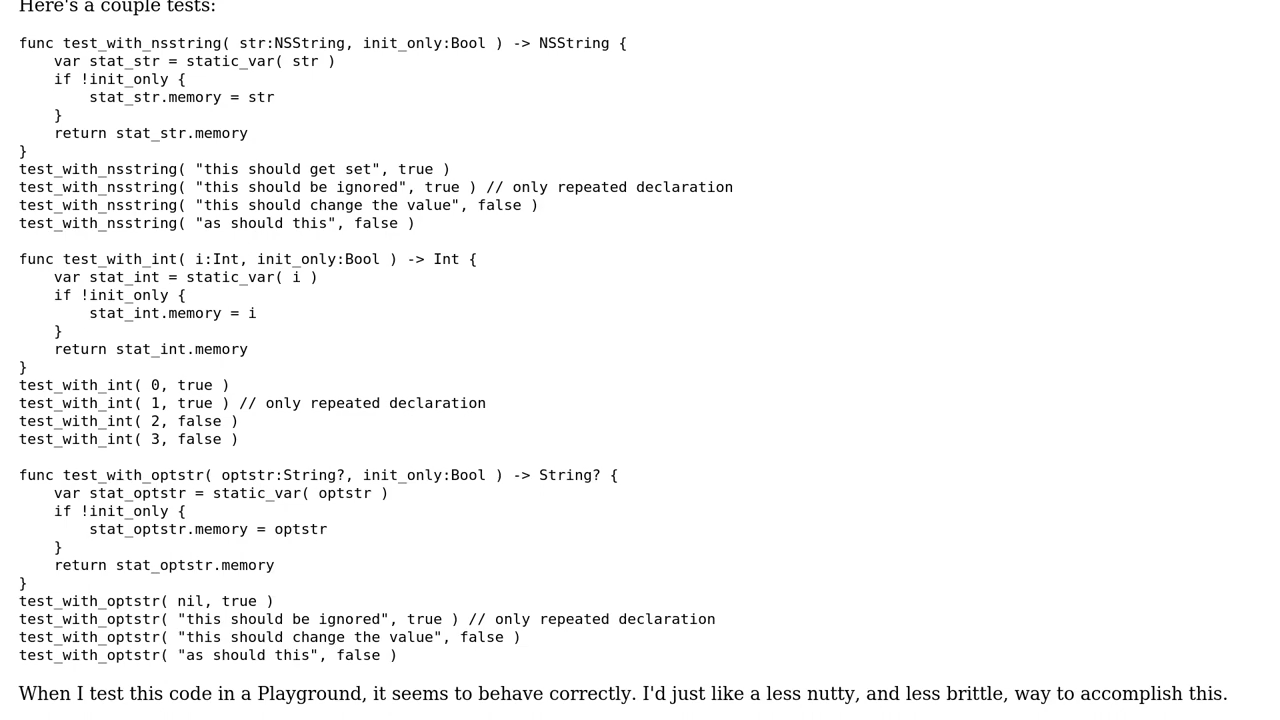 Here's a couple tests:
func test_with_nsstring( str:NSString, init_only:Bool ) -> NSString {
    var stat_str = static_var( str )
    if !init_only {
        stat_str.memory = str
    }
    return stat_str.memory
}
test_with_nsstring( "this should get set", true )
test_with_nsstring( "this should be ignored", true ) // only repeated declaration
test_with_nsstring( "this should change the value", false )
test_with_nsstring( "as should this", false )

func test_with_int( i:Int, init_only:Bool ) -> Int {
    var stat_int = static_var( i )
    if !init_only {
        stat_int.memory = i
    }
    return stat_int.memory
}
test_with_int( 0, true )
test_with_int( 1, true ) // only repeated declaration
test_with_int( 2, false )
test_with_int( 3, false )

func test_with_optstr( optstr:String?, init_only:Bool ) -> String? {
    var stat_optstr = static_var( optstr )
    if !init_only {
        stat_optstr.memory = optstr
    }
    return stat_optstr.memory
}
test_with_optstr( nil, true )
test_with_optstr( "this should be ignored", true ) // only repeated declaration
test_with_optstr( "this should change the value", false )
test_with_optstr( "as should this", false )

When I test this code in a Playground, it seems to behave correctly. I'd just like a less nutty, and less brittle, way to accomplish this.